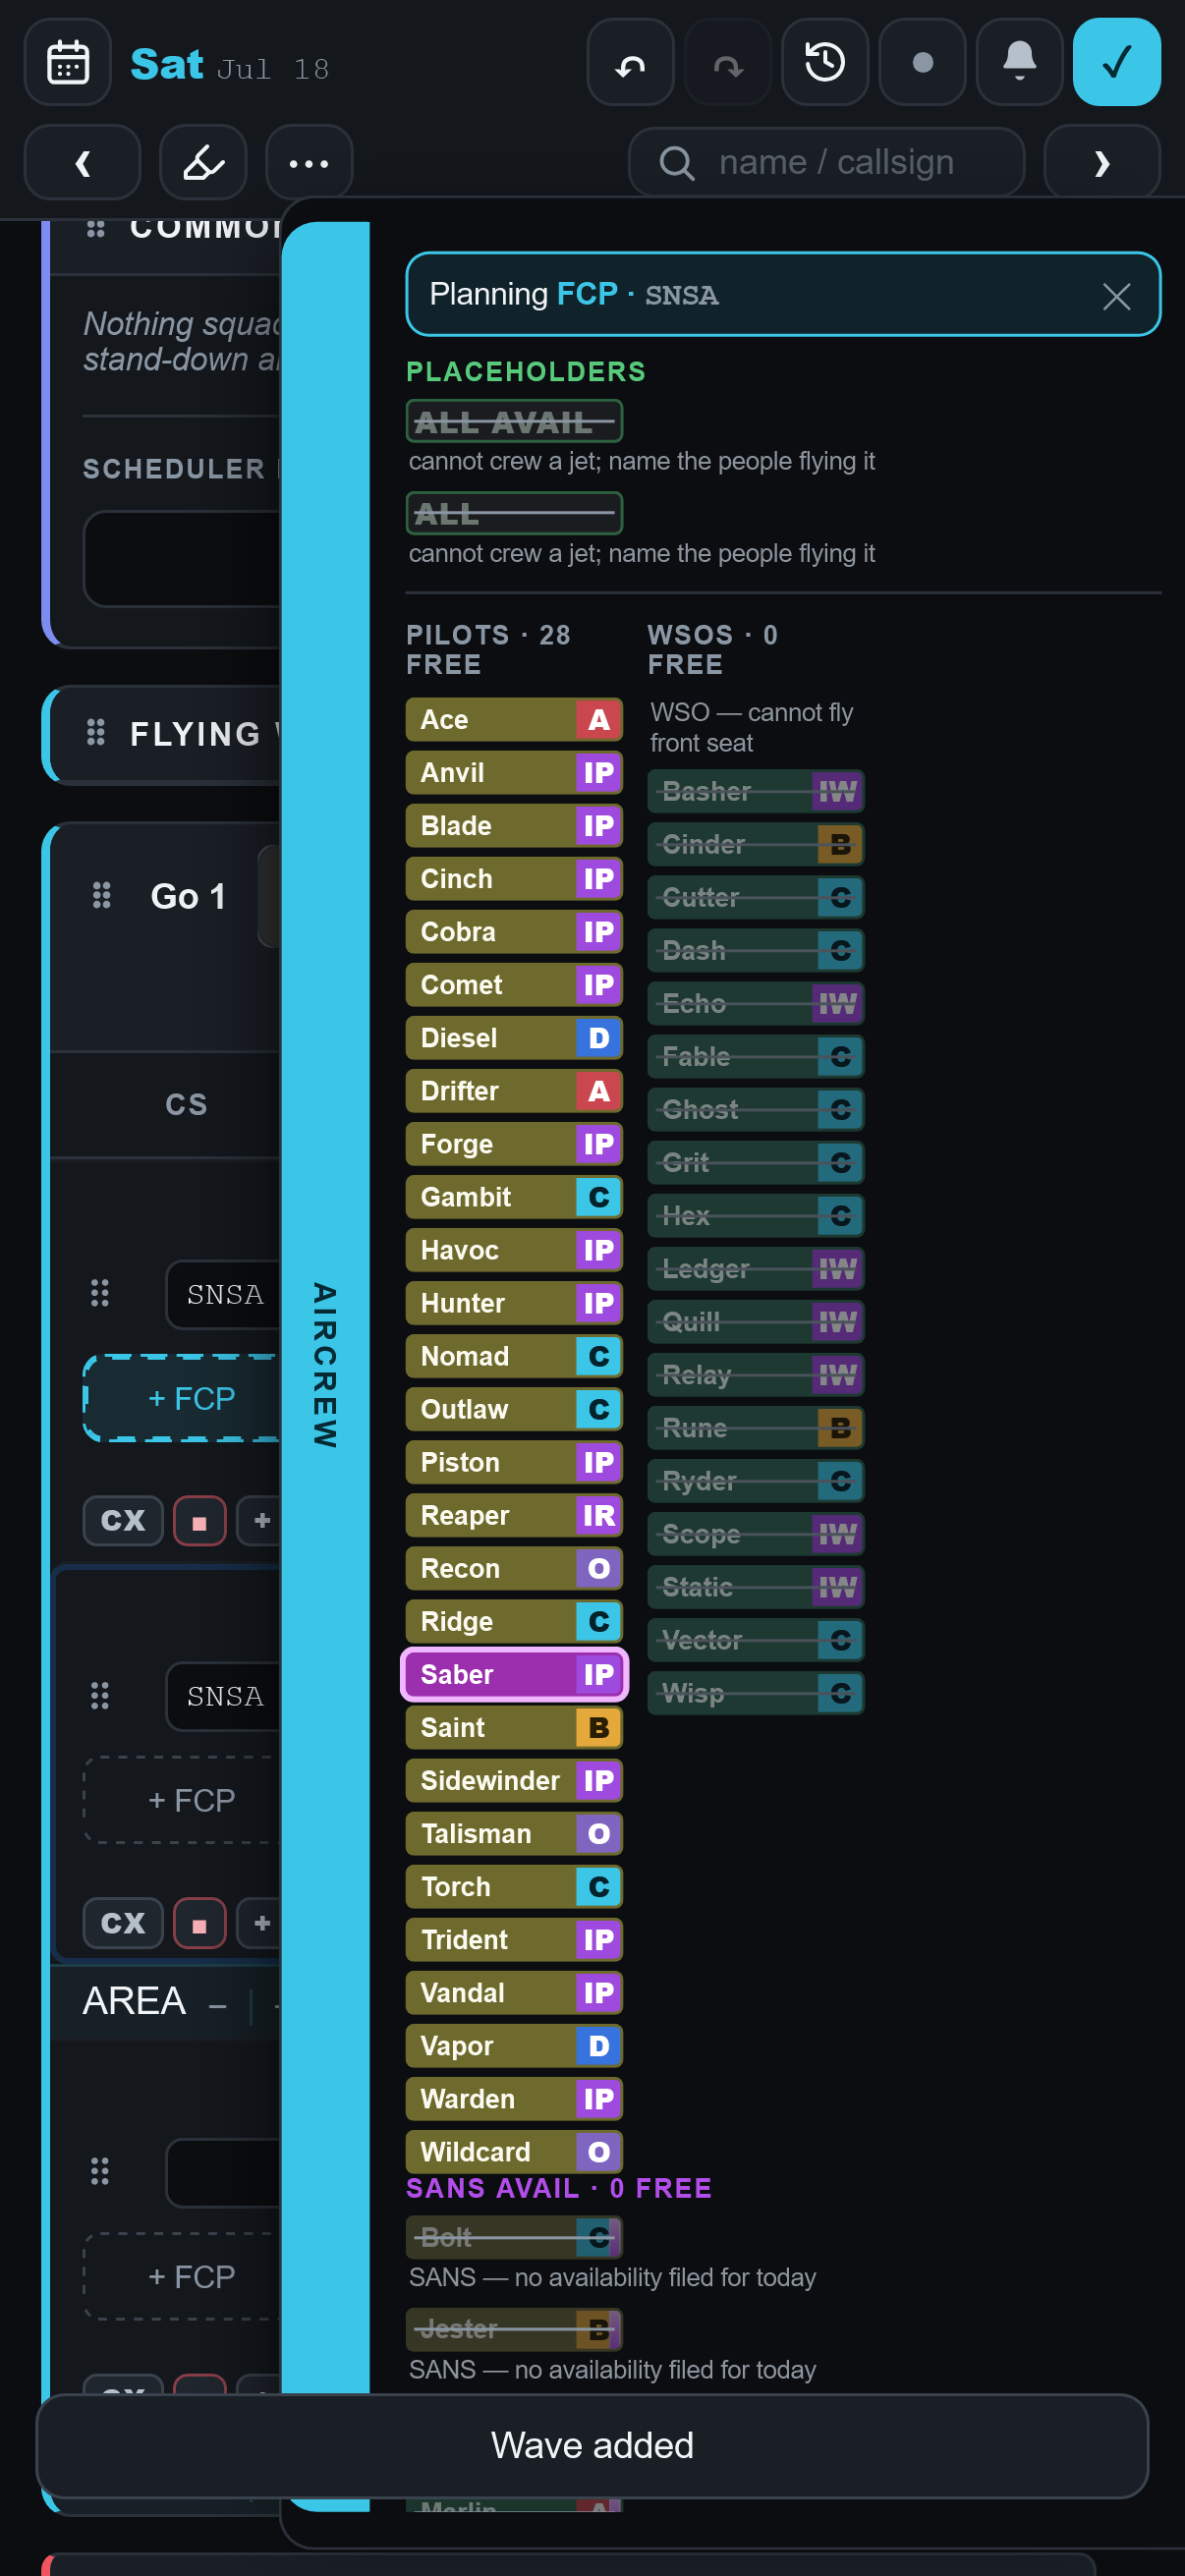 Sat Jul 18
name / callsign
COMMO
Nothing squa
stand-down a
SCHEDULER
FLYING
Go 1
CS
SNSA
+ FCP
CX
+
SNSA
+ FCP
CX
+
AREA –
+ FCP
CX
AIRCREW
Planning FCP · SNSA
PLACEHOLDERS
ALL AVAIL
cannot crew a jet; name the people flying it
ALL
cannot crew a jet; name the people flying it
PILOTS · 28
FREE
Ace A
Anvil IP
Blade IP
Cinch IP
Cobra IP
Comet IP
Diesel D
Drifter A
Forge IP
Gambit C
Havoc IP
Hunter IP
Nomad C
Outlaw C
Piston IP
Reaper IR
Recon O
Ridge C
Saber IP
Saint B
Sidewinder IP
Talisman O
Torch C
Trident IP
Vandal IP
Vapor D
Warden IP
Wildcard O
WSOS · 0
FREE
WSO — cannot fly
front seat
Basher IW
Cinder B
Cutter C
Dash C
Echo IW
Fable C
Ghost C
Grit C
Hex C
Ledger IW
Quill IW
Relay IW
Rune B
Ryder C
Scope IW
Static IW
Vector C
Wisp C
SANS AVAIL · 0 FREE
Bolt C
SANS — no availability filed for today
Jester B
SANS — no availability filed for today
Wave added
Marlin A